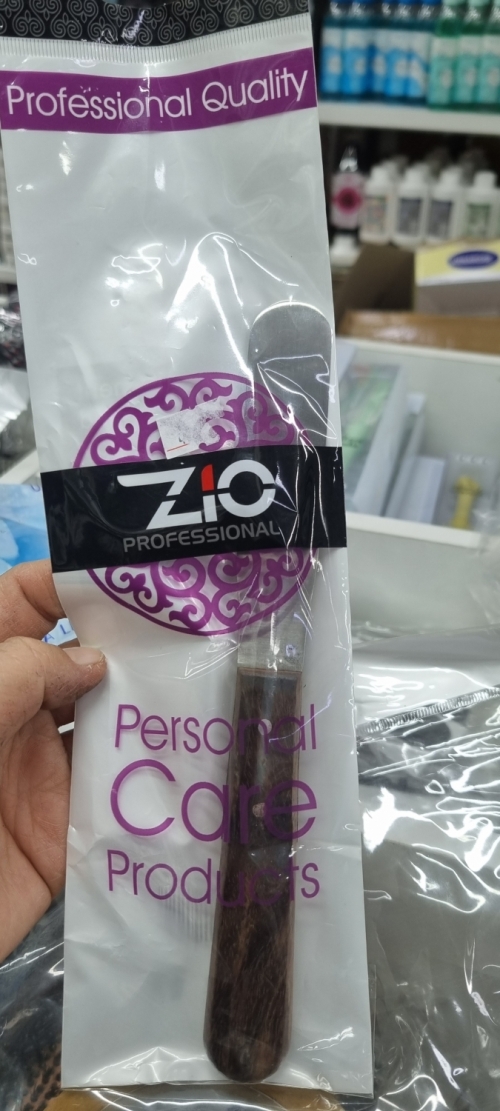 Professional Quality
ZIO
PROFESSIONAL
Personal
Care
Products